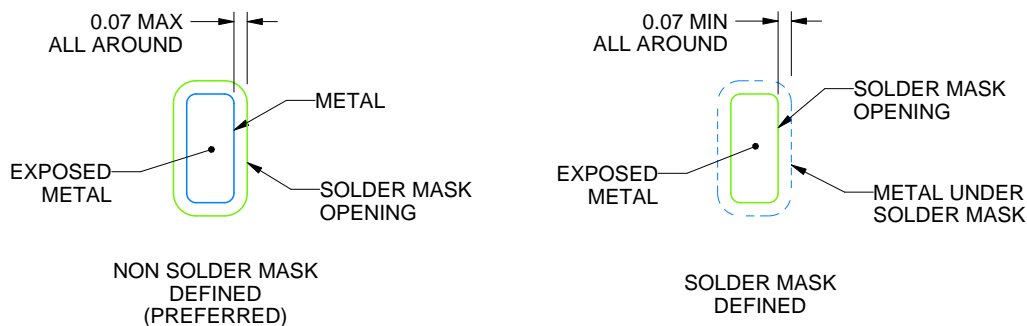 0.07 MAX
ALL AROUND
METAL
EXPOSED
METAL
SOLDER MASK
OPENING
NON SOLDER MASK
DEFINED
(PREFERRED)
0.07 MIN
ALL AROUND
SOLDER MASK
OPENING
EXPOSED
METAL
METAL UNDER
SOLDER MASK
SOLDER MASK
DEFINED